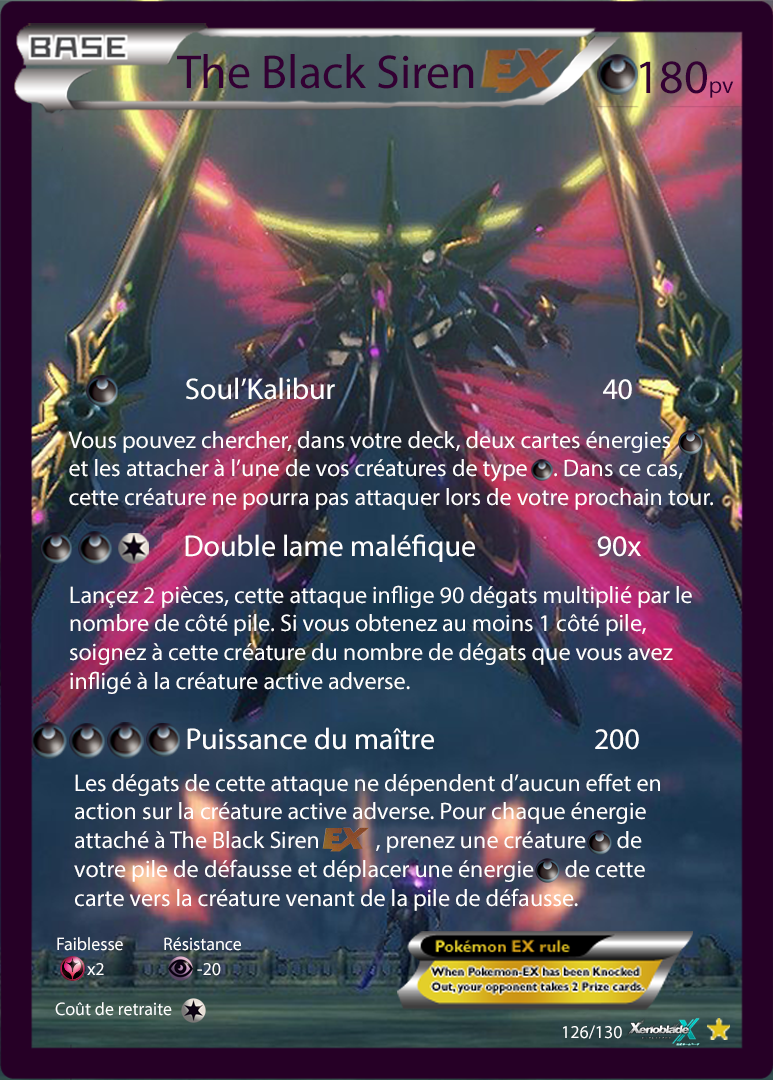 BASE
The Black Siren EX 180pv
Soul'Kalibur 40
Vous pouvez chercher, dans votre deck, deux cartes énergies
et les attacher à l'une de vos créatures de type . Dans ce cas,
cette créature ne pourra pas attaquer lors de votre prochain tour.
Double lame maléfique 90x
Lançez 2 pièces, cette attaque inflige 90 dégats multiplié par le
nombre de côté pile. Si vous obtenez au moins 1 côté pile,
soignez à cette créature du nombre de dégats que vous avez
infligé à la créature active adverse.
Puissance du maître 200
Les dégats de cette attaque ne dépendent d'aucun effet en
action sur la créature active adverse. Pour chaque énergie
attaché à The Black Siren EX , prenez une créature de
votre pile de défausse et déplacer une énergie de cette
carte vers la créature venant de la pile de défausse.
Faiblesse Résistance
x2 -20
Coût de retraite
Pokémon EX rule
When Pokemon-EX has been Knocked
Out, your opponent takes 2 Prize cards.
126/130 Xenoblade X